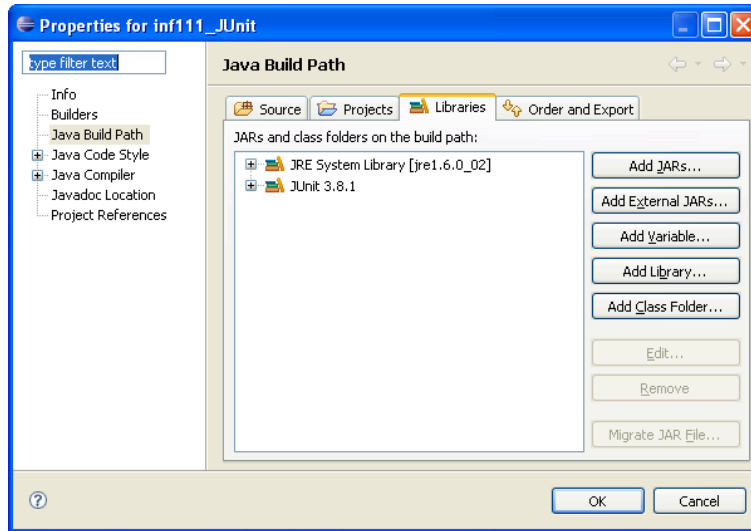 Properties for inf111_JUnit
type filter text
Info
Builders
Java Build Path
Java Code Style
Java Compiler
Javadoc Location
Project References
Java Build Path
Source Projects Libraries Order and Export
JARs and class folders on the build path:
JRE System Library [jre1.6.0_02]
JUnit 3.8.1
Add JARs...
Add External JARs...
Add Variable...
Add Library...
Add Class Folder...
Edit...
Remove
Migrate JAR File...
?
OK Cancel